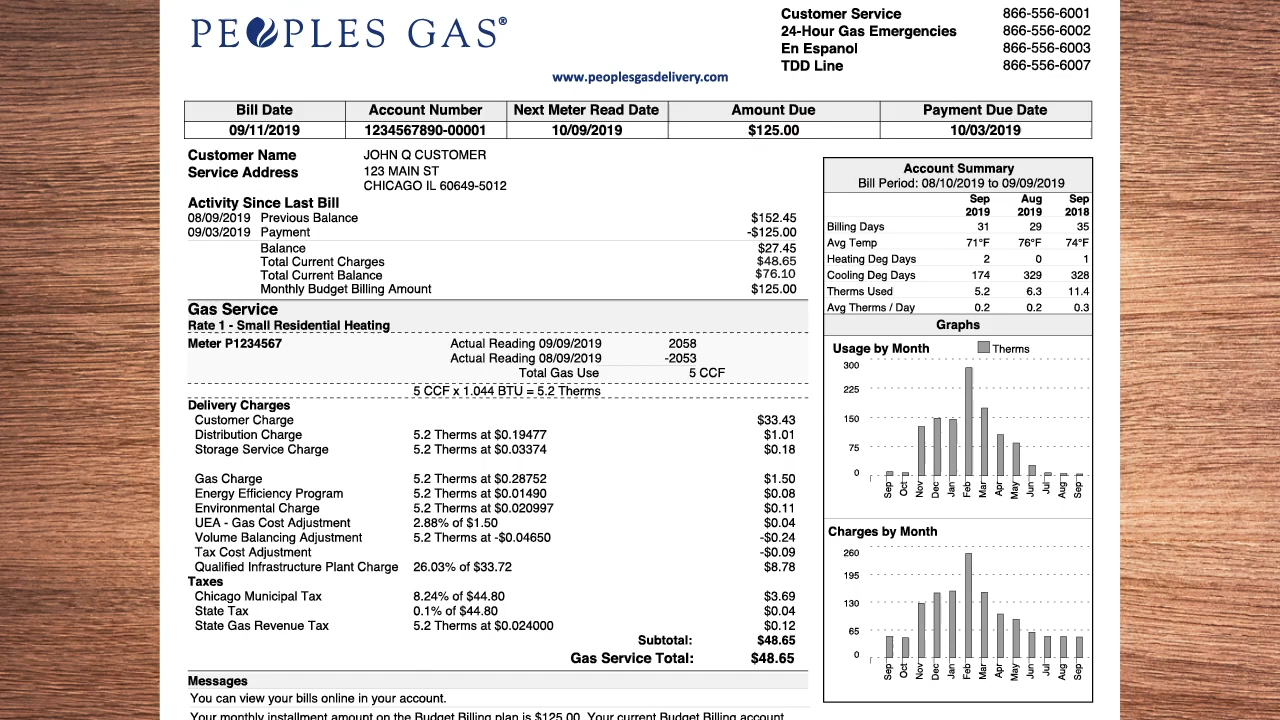 PEOPLES GAS®
Customer Service 866-556-6001
24-Hour Gas Emergencies 866-556-6002
En Espanol 866-556-6003
TDD Line 866-556-6007
www.peoplesgasdelivery.com
Bill Date Account Number Next Meter Read Date Amount Due Payment Due Date
09/11/2019 1234567890-00001 10/09/2019 $125.00 10/03/2019
Customer Name JOHN Q CUSTOMER
Service Address 123 MAIN ST
CHICAGO IL 60649-5012
Activity Since Last Bill
08/09/2019 Previous Balance $152.45
09/03/2019 Payment -$125.00
Balance $27.45
Total Current Charges $48.65
Total Current Balance $76.10
Monthly Budget Billing Amount $125.00
Gas Service
Rate 1 - Small Residential Heating
Meter P1234567 Actual Reading 09/09/2019 2058
Actual Reading 08/09/2019 -2053
Total Gas Use 5 CCF
5 CCF x 1.044 BTU = 5.2 Therms
Delivery Charges
Customer Charge $33.43
Distribution Charge 5.2 Therms at $0.19477 $1.01
Storage Service Charge 5.2 Therms at $0.03374 $0.18
Gas Charge 5.2 Therms at $0.28752 $1.50
Energy Efficiency Program 5.2 Therms at $0.01490 $0.08
Environmental Charge 5.2 Therms at $0.020997 $0.11
UEA - Gas Cost Adjustment 2.88% of $1.50 $0.04
Volume Balancing Adjustment 5.2 Therms at -$0.04650 -$0.24
Tax Cost Adjustment -$0.09
Qualified Infrastructure Plant Charge 26.03% of $33.72 $8.78
Taxes
Chicago Municipal Tax 8.24% of $44.80 $3.69
State Tax 0.1% of $44.80 $0.04
State Gas Revenue Tax 5.2 Therms at $0.024000 $0.12
Subtotal: $48.65
Gas Service Total: $48.65
Messages
You can view your bills online in your account.
Your monthly installment amount on the Budget Billing plan is $125.00. Your current Budget Billing account
Account Summary
Bill Period: 08/10/2019 to 09/09/2019
Sep Aug Sep
2019 2019 2018
Billing Days 31 29 35
Avg Temp 71°F 76°F 74°F
Heating Deg Days 2 0 1
Cooling Deg Days 174 329 328
Therms Used 5.2 6.3 11.4
Avg Therms / Day 0.2 0.2 0.3
Graphs
Usage by Month Therms
300
225
150
75
0
Sep Oct Nov Dec Jan Feb Mar Apr May Jun Jul Aug Sep
Charges by Month
260
195
130
65
0
Sep Oct Nov Dec Jan Feb Mar Apr May Jun Jul Aug Sep